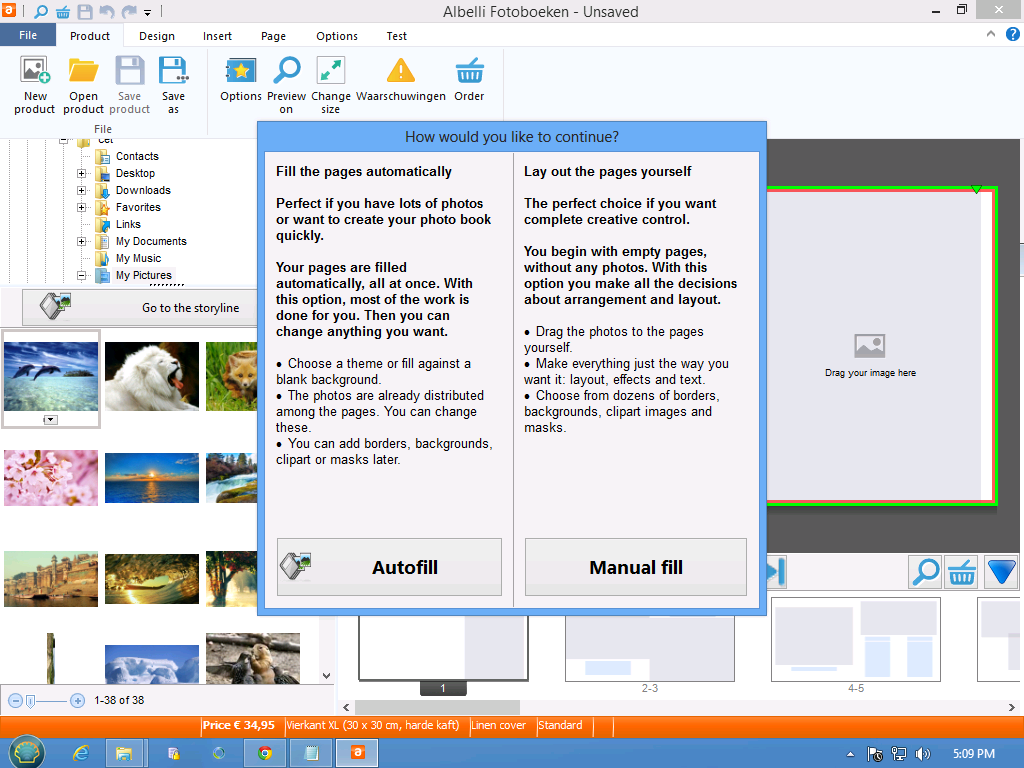 Albelli Fotoboeken - Unsaved
File
Product
Design
Insert
Page
Options
Test
New
product
Open
product
Save
product
Save
as
Options
Preview
on
Change
size
Waarschuwingen
Order
File
Contacts
Desktop
Downloads
Favorites
Links
My Documents
My Music
My Pictures
Go to the storyline
How would you like to continue?
Fill the pages automatically
Perfect if you have lots of photos
or want to create your photo book
quickly.
Your pages are filled
automatically, all at once. With
this option, most of the work is
done for you. Then you can
change anything you want.
• Choose a theme or fill against a
blank background.
• The photos are already distributed
among the pages. You can change
these.
• You can add borders, backgrounds,
clipart or masks later.
Autofill
Lay out the pages yourself
The perfect choice if you want
complete creative control.
You begin with empty pages,
without any photos. With this
option you make all the decisions
about arrangement and layout.
• Drag the photos to the pages
yourself.
• Make everything just the way you
want it: layout, effects and text.
• Choose from dozens of borders,
backgrounds, clipart images and
masks.
Manual fill
Drag your image here
1
2-3
4-5
1-38 of 38
Price € 34,95
Vierkant XL (30 x 30 cm, harde kaft)
Linen cover
Standard
5:09 PM